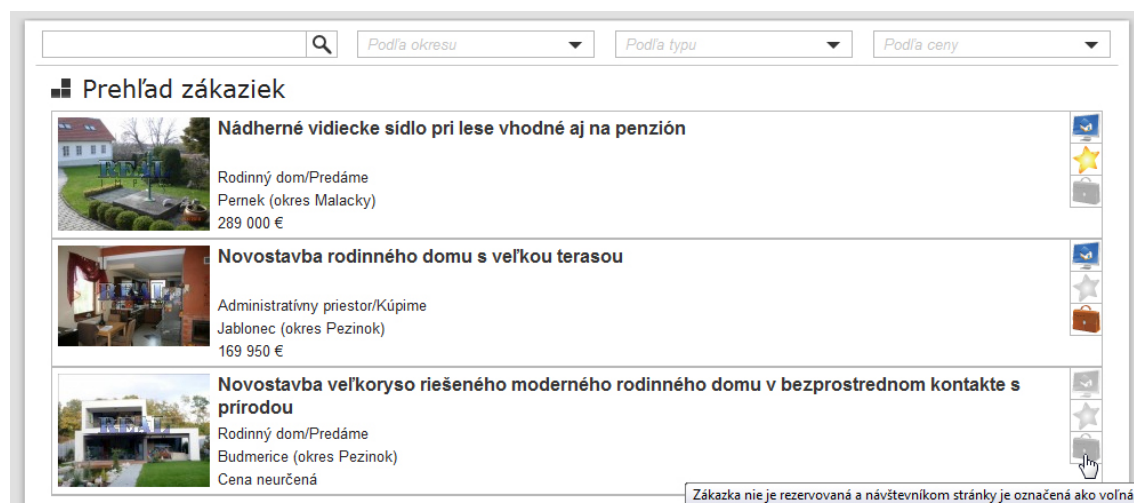 Podľa okresu
Podľa typu
Podľa ceny
Prehľad zákaziek
Nádherné vidiecke sídlo pri lese vhodné aj na penzión
REAL
Rodinný dom/Predáme
Pernek (okres Malacky)
289 000 €
Novostavba rodinného domu s veľkou terasou
REAL
Administratívny priestor/Kúpime
Jablonec (okres Pezinok)
169 950 €
Novostavba veľkoryso riešeného moderného rodinného domu v bezprostrednom kontakte s
prírodou
REAL
Rodinný dom/Predáme
Budmerice (okres Pezinok)
Cena neurčená
Zákazka nie je rezervovaná a návštevníkom stránky je označená ako voľná